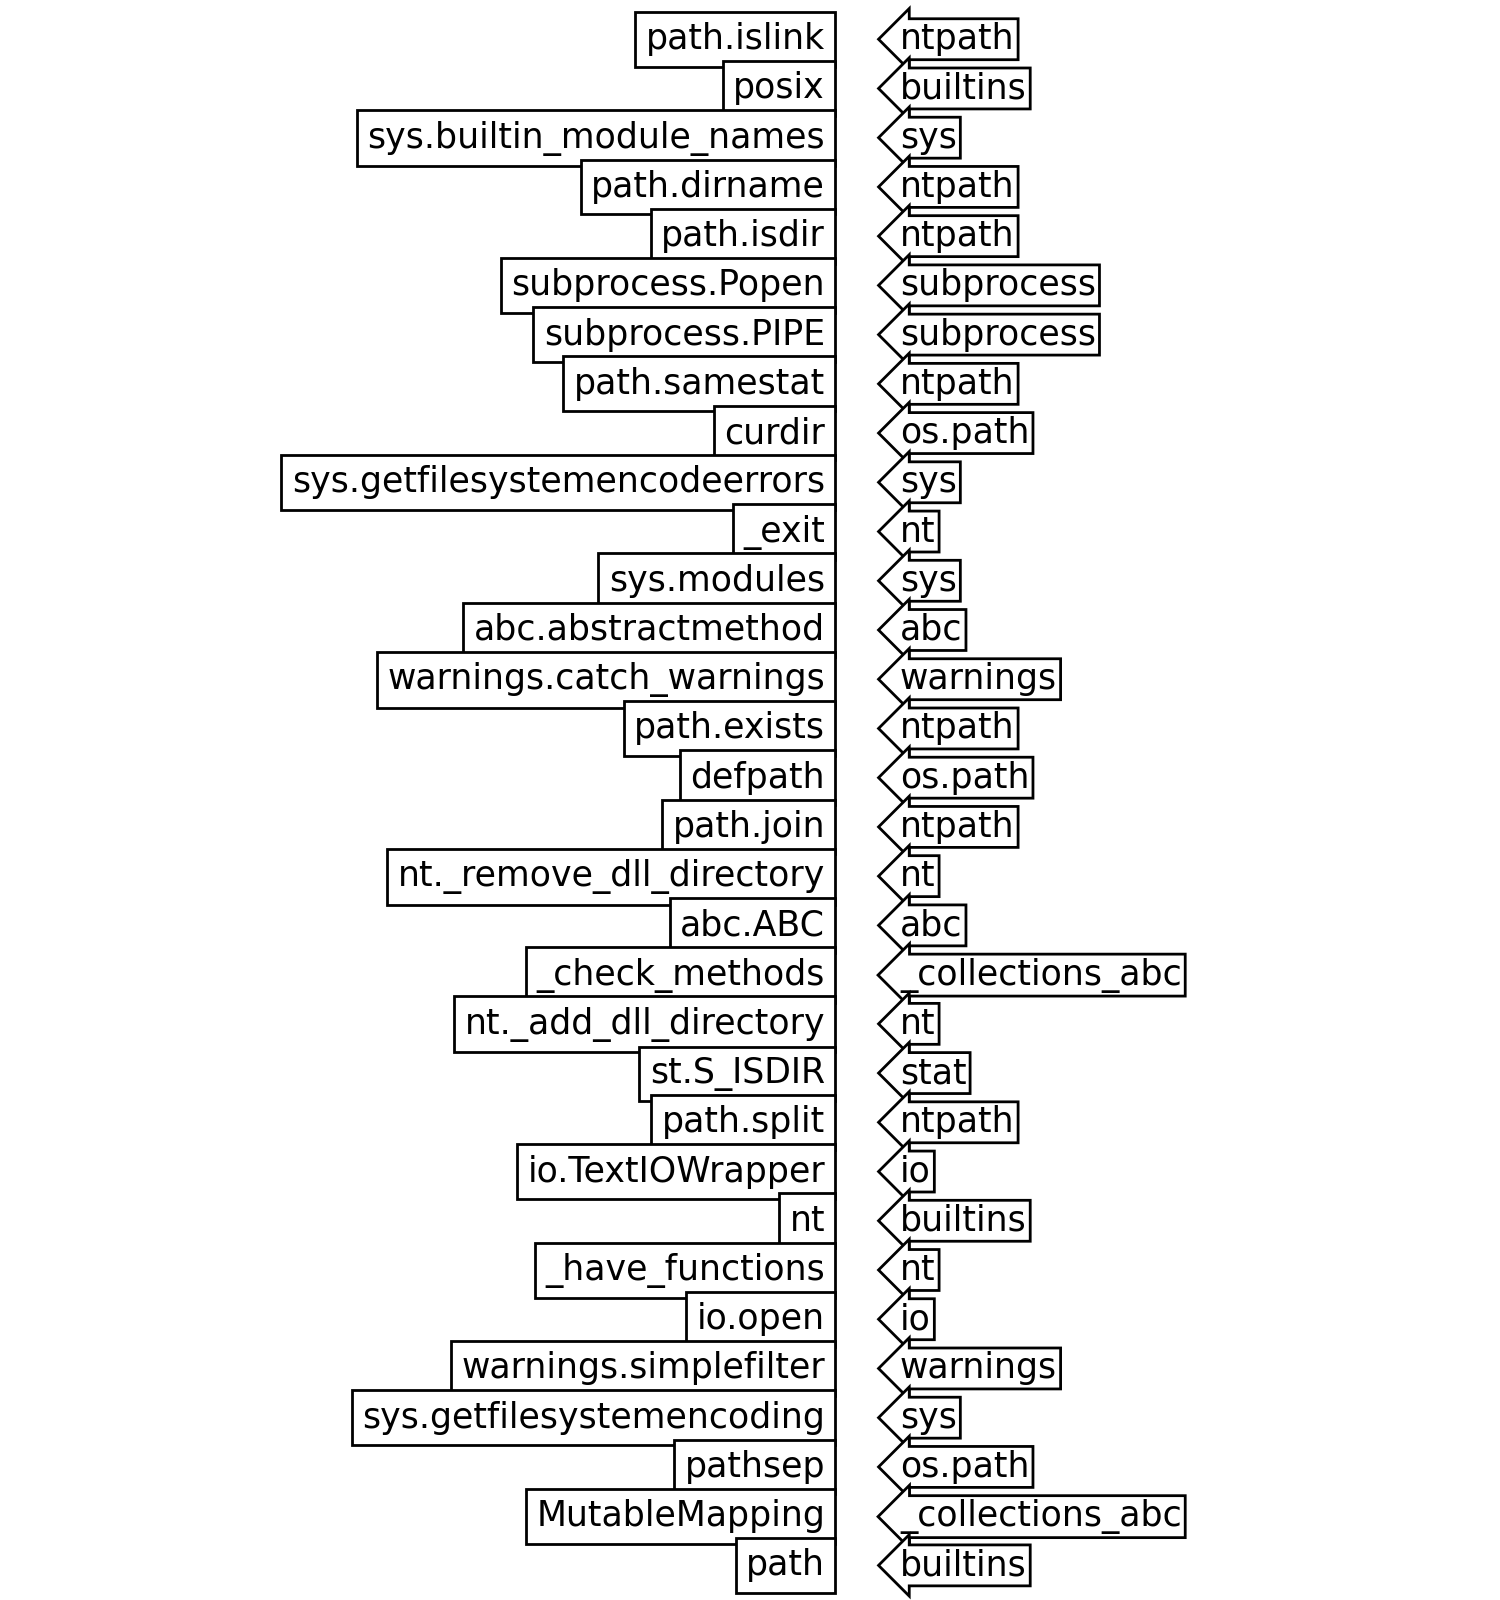 path.islink ntpath
posix builtins
sys.builtin_module_names sys
path.dirname ntpath
path.isdir ntpath
subprocess.Popen subprocess
subprocess.PIPE subprocess
path.samestat ntpath
curdir os.path
sys.getfilesystemencodeerrors sys
_exit nt
sys.modules sys
abc.abstractmethod abc
warnings.catch_warnings warnings
path.exists ntpath
defpath os.path
path.join ntpath
nt._remove_dll_directory nt
abc.ABC abc
_check_methods _collections_abc
nt._add_dll_directory nt
st.S_ISDIR stat
path.split ntpath
io.TextIOWrapper io
nt builtins
_have_functions nt
io.open io
warnings.simplefilter warnings
sys.getfilesystemencoding sys
pathsep os.path
MutableMapping _collections_abc
path builtins